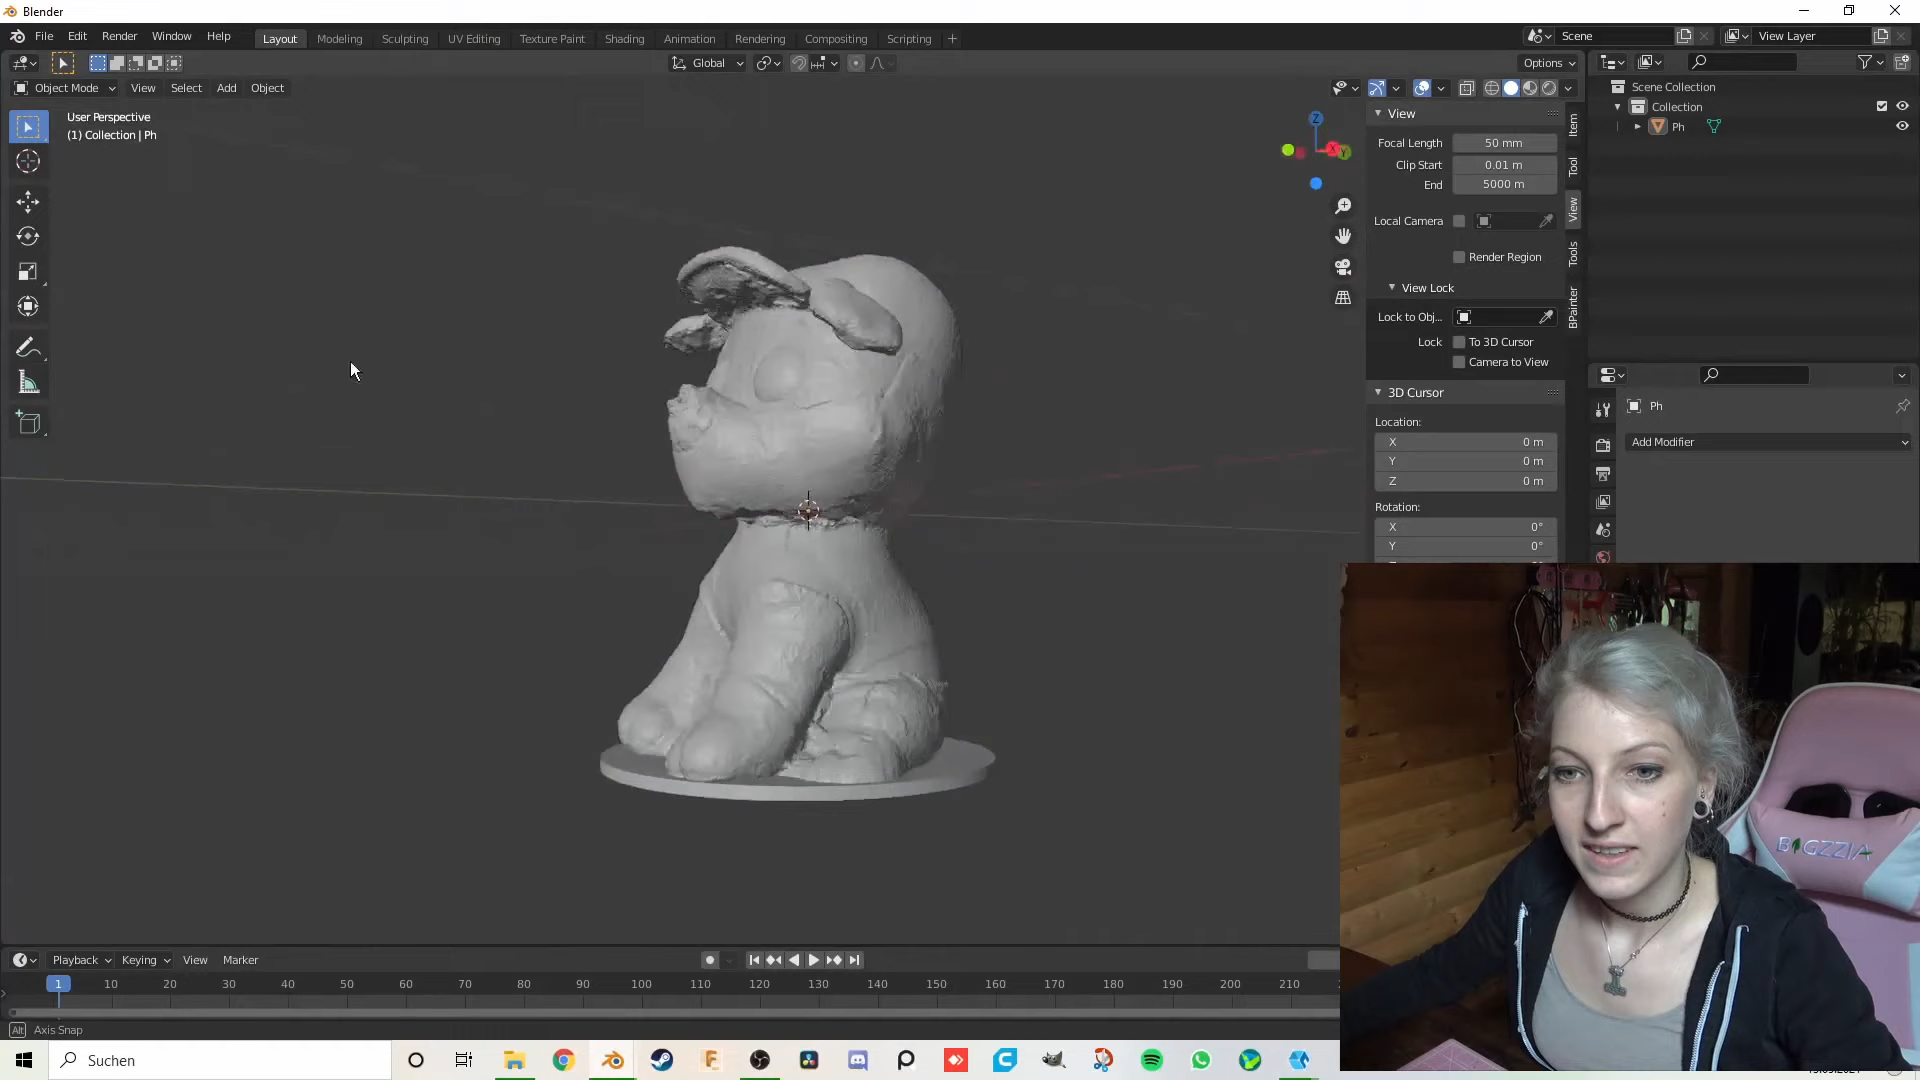 Blender
File Edit Render Window Help
Layout Modeling Sculpting UV Editing Texture Paint Shading Animation Rendering Compositing Scripting
Scene
View Layer
Global
Options
Object Mode View Select Add Object
User Perspective
(1) Collection | Ph
Z
X
Y
View
Focal Length 50 mm
Clip Start 0.01 m
End 5000 m
Local Camera
Render Region
View Lock
Lock to Obj...
Lock To 3D Cursor
Camera to View
3D Cursor
Location:
X 0 m
Y 0 m
Z 0 m
Rotation:
X 0°
Y 0°
Item
Tool
View
Tools
BPainter
Scene Collection
Collection
Ph
Ph
Add Modifier
BAGZZIA
Playback Keying View Marker
1 10 20 30 40 50 60 70 80 90 100 110 120 130 140 150 160 170 180 190 200 210
Alt Axis Snap
Suchen